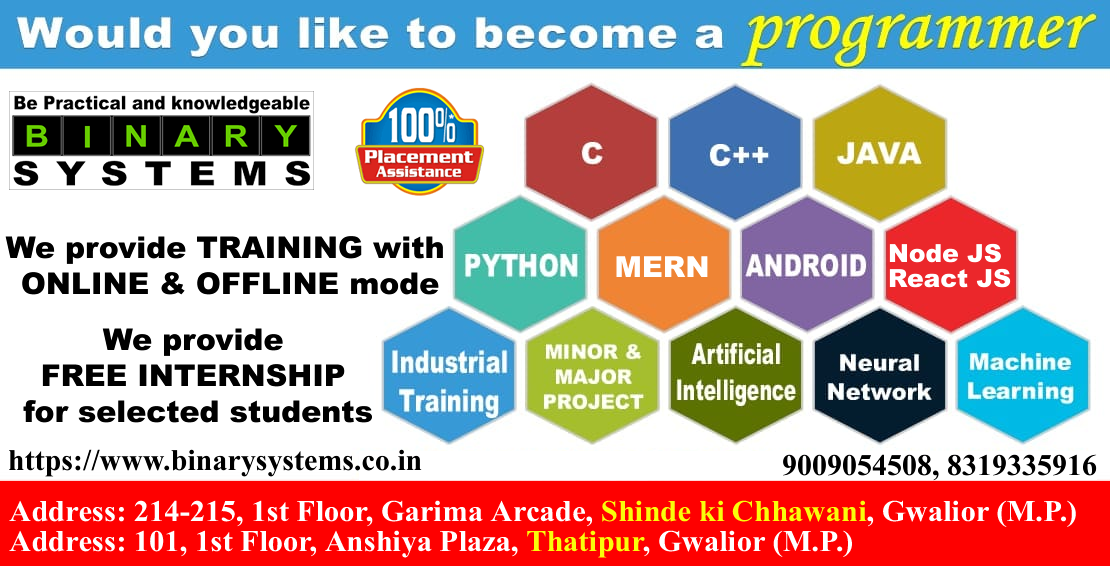 Would you like to become a programmer
Be Practical and knowledgeable
BINARY
SYSTEMS
100%
Placement
Assistance
C
C++
JAVA
We provide TRAINING with
ONLINE & OFFLINE mode
PYTHON
MERN
ANDROID
Node JS
React JS
We provide
FREE INTERNSHIP
for selected students
Industrial
Training
MINOR &
MAJOR
PROJECT
Artificial
Intelligence
Neural
Network
Machine
Learning
https://www.binarysystems.co.in
9009054508, 8319335916
Address: 214-215, 1st Floor, Garima Arcade, Shinde ki Chhawani, Gwalior (M.P.)
Address: 101, 1st Floor, Anshiya Plaza, Thatipur, Gwalior (M.P.)